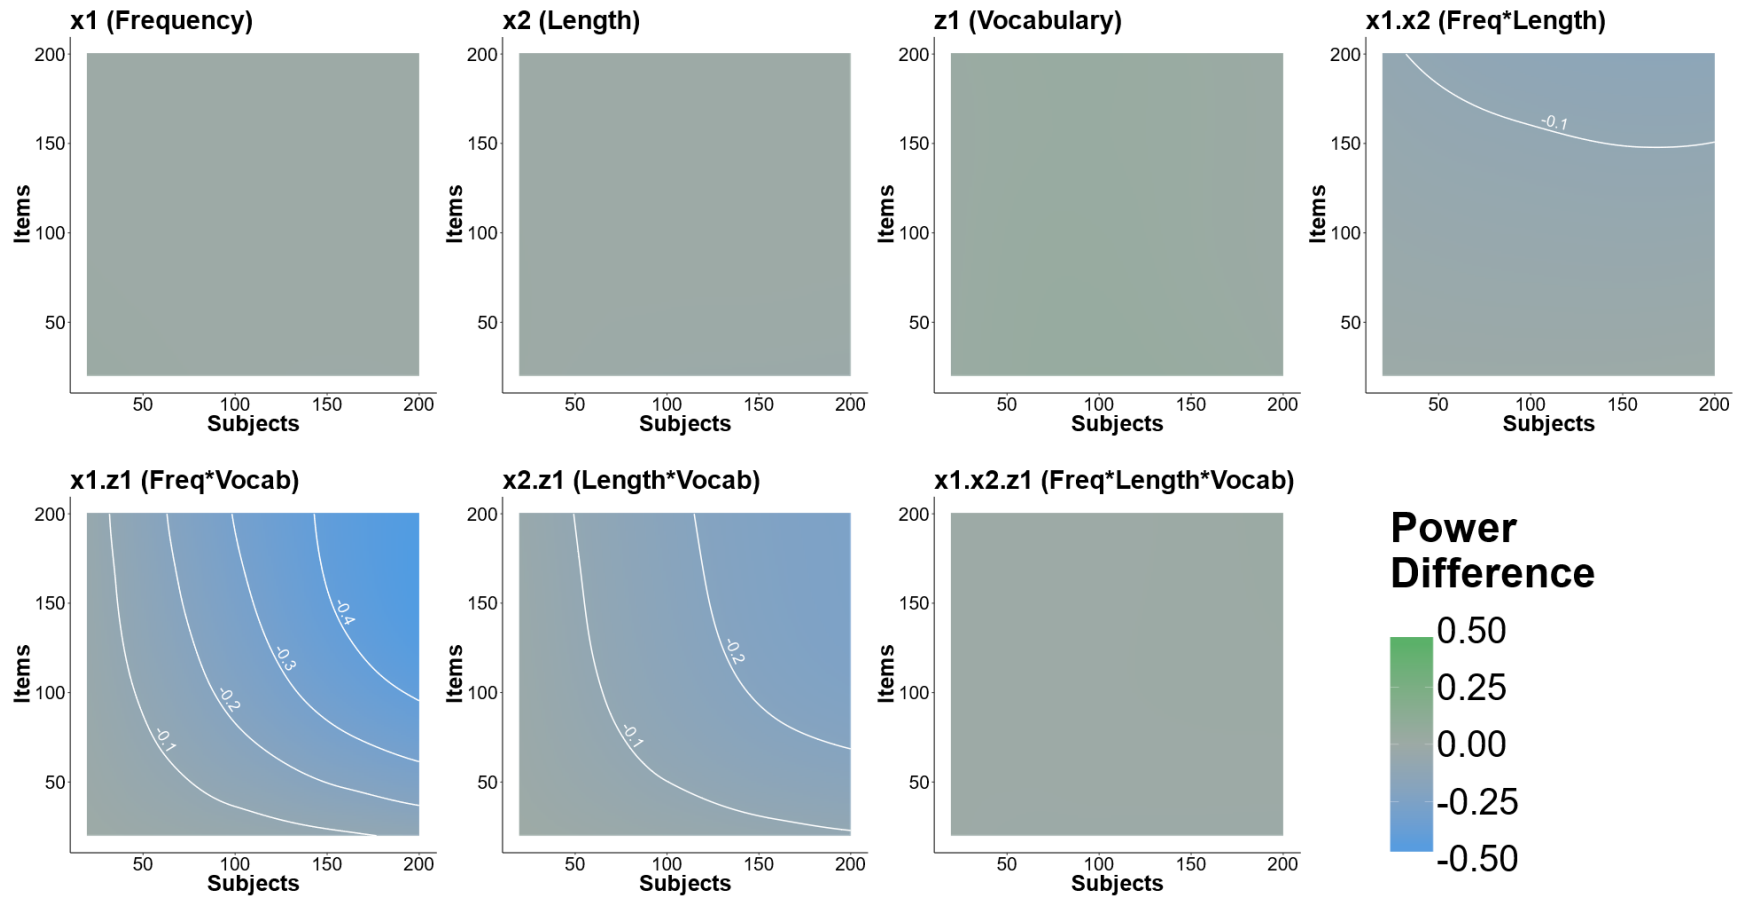 x1 (Frequency)
x2 (Length)
z1 (Vocabulary)
x1.x2 (Freq*Length)
200
150
100
50
Items
50 100 150 200
Subjects
200
150
100
50
Items
50 100 150 200
Subjects
200
150
100
50
Items
50 100 150 200
Subjects
200
150
100
50
Items
-0.1
50 100 150 200
Subjects
x1.z1 (Freq*Vocab)
x2.z1 (Length*Vocab)
x1.x2.z1 (Freq*Length*Vocab)
200
150
100
50
Items
-0.4
-0.3
-0.2
-0.1
50 100 150 200
Subjects
200
150
100
50
Items
-0.2
-0.1
50 100 150 200
Subjects
200
150
100
50
Items
50 100 150 200
Subjects
Power
Difference
0.50
0.25
0.00
-0.25
-0.50